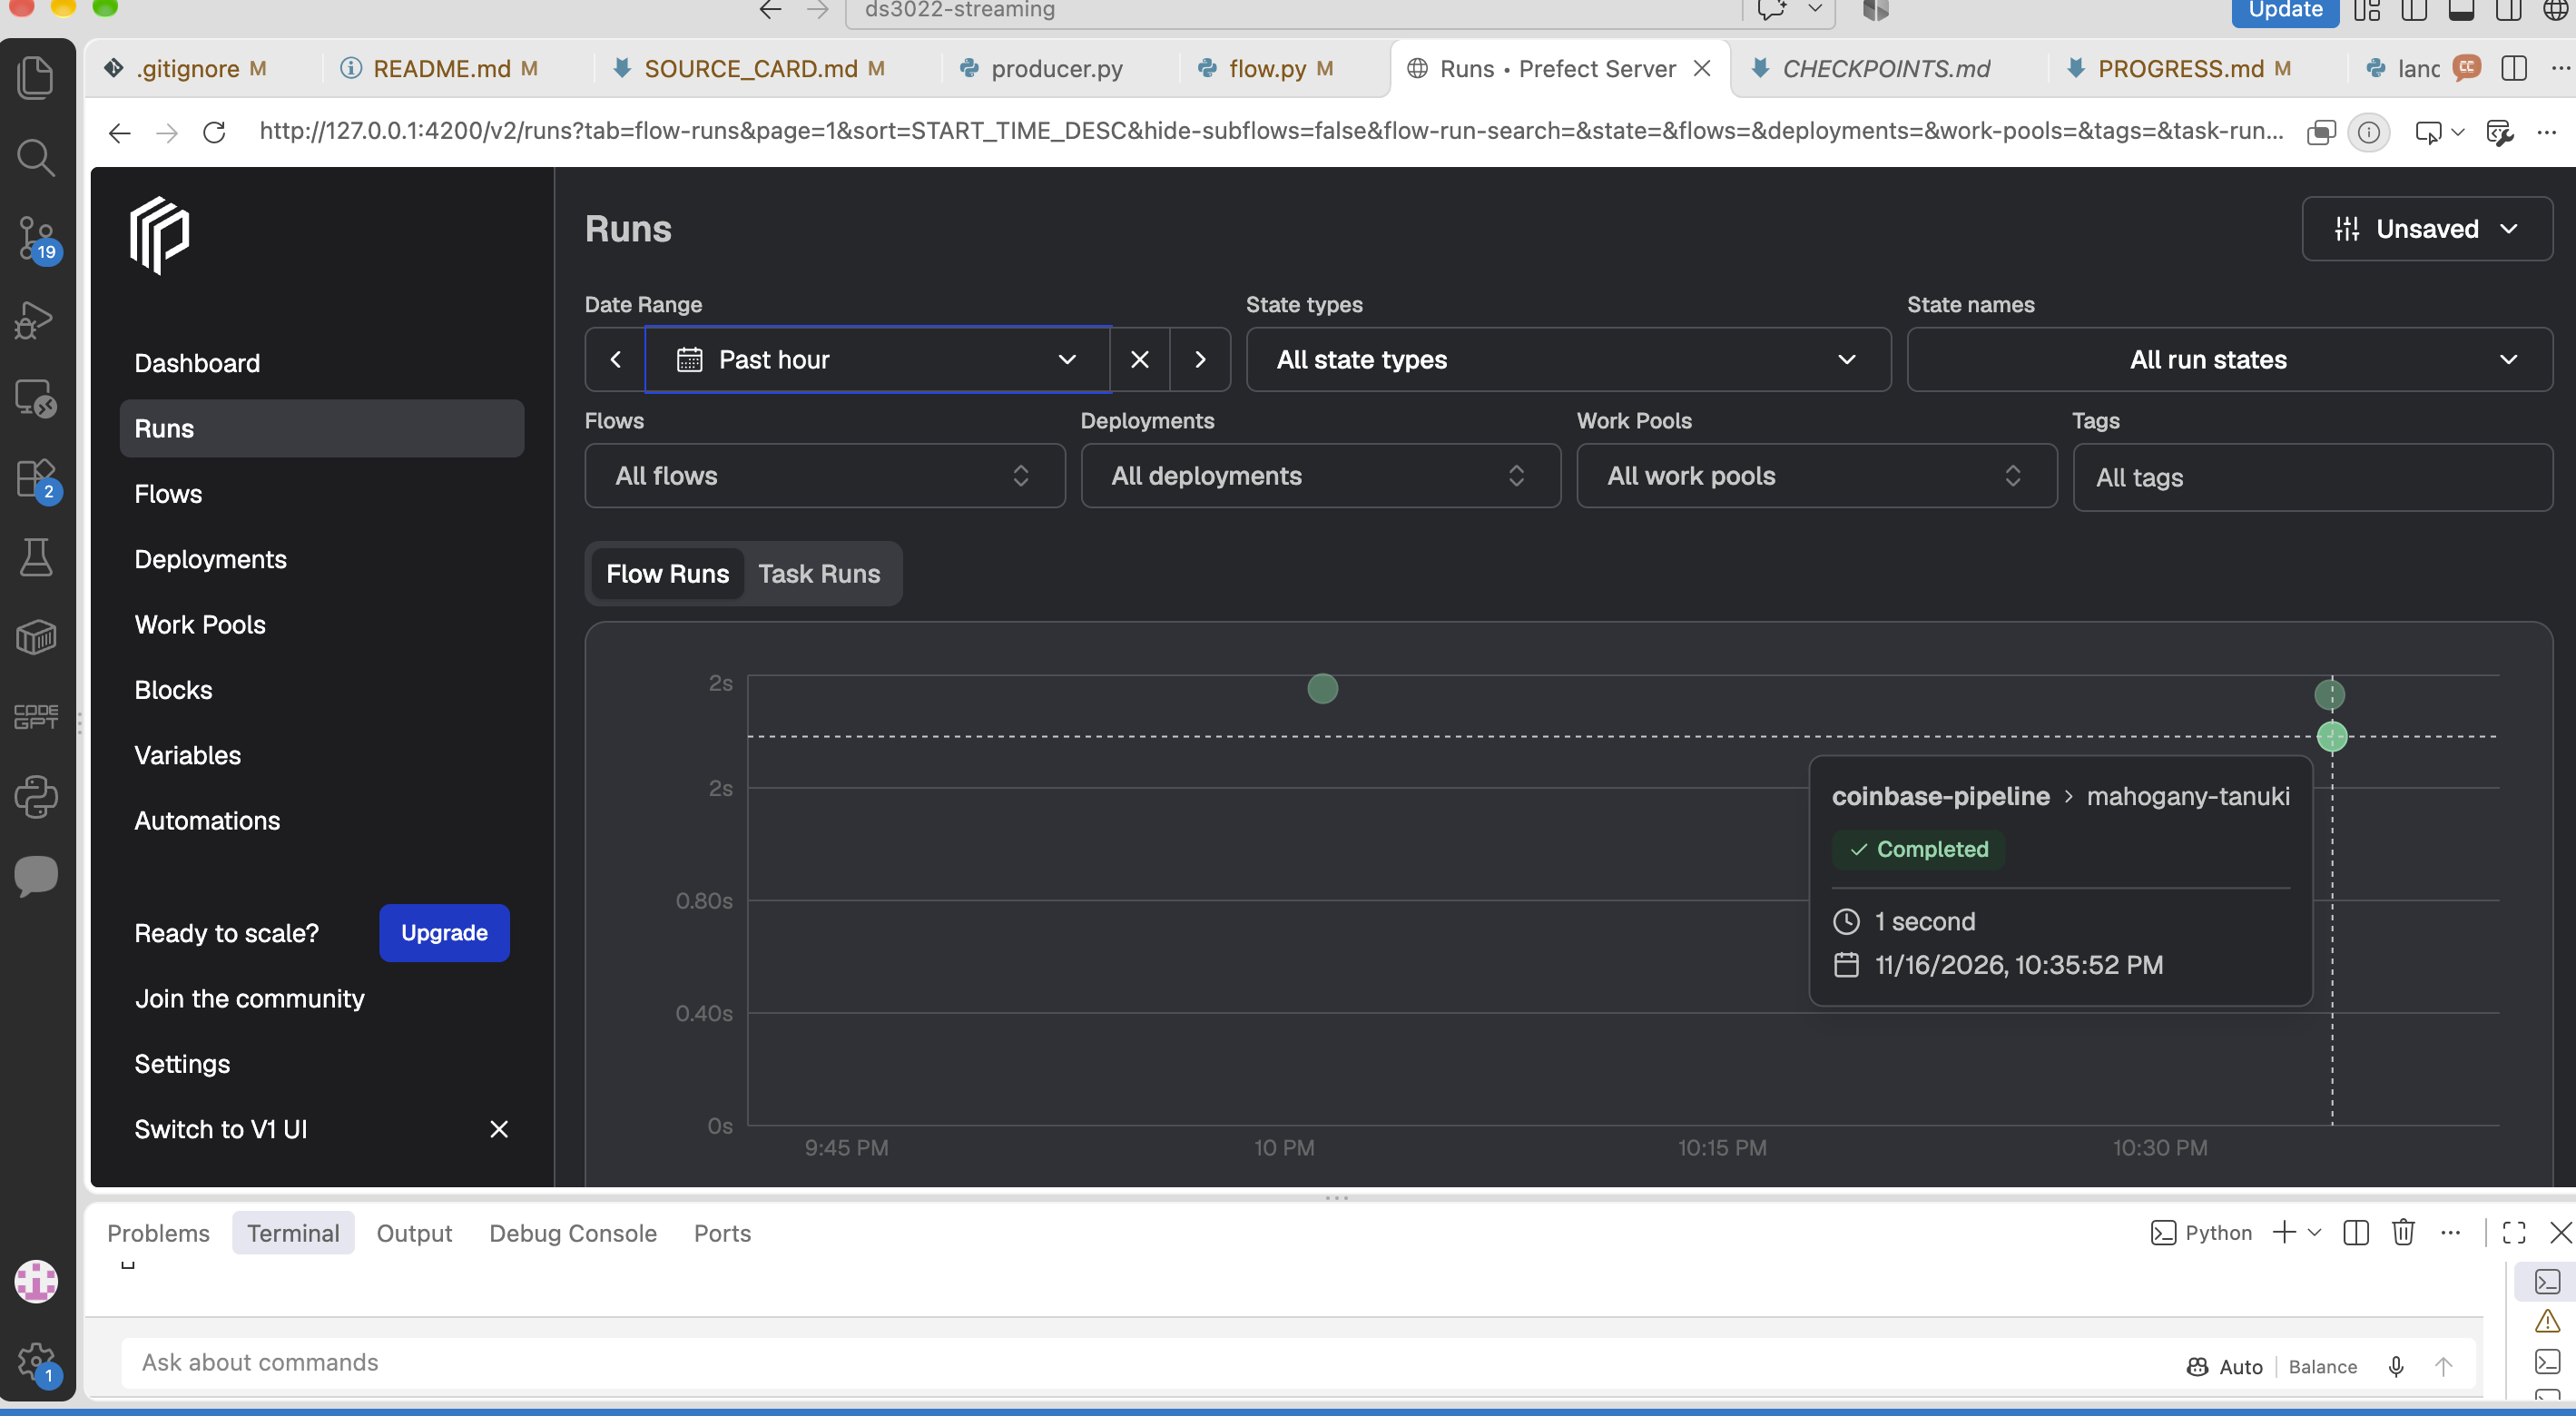 ds3022-streaming
Update
.gitignore M
README.md M
SOURCE_CARD.md M
producer.py
flow.py M
Runs • Prefect Server
CHECKPOINTS.md
PROGRESS.md M
lanc
CC
http://127.0.0.1:4200/v2/runs?tab=flow-runs&page=1&sort=START_TIME_DESC&hide-subflows=false&flow-run-search=&state=&flows=&deployments=&work-pools=&tags=&task-run...
19
2
CODE
GPT
1
Dashboard
Runs
Flows
Deployments
Work Pools
Blocks
Variables
Automations
Ready to scale?
Upgrade
Join the community
Settings
Switch to V1 UI
Runs
Unsaved
Date Range
State types
State names
Past hour
All state types
All run states
Flows
Deployments
Work Pools
Tags
All flows
All deployments
All work pools
All tags
Flow Runs
Task Runs
2s
2s
0.80s
0.40s
0s
9:45 PM
10 PM
10:15 PM
10:30 PM
coinbase-pipeline > mahogany-tanuki
Completed
1 second
11/16/2026, 10:35:52 PM
Problems
Terminal
Output
Debug Console
Ports
Python
Ask about commands
Auto
Balance